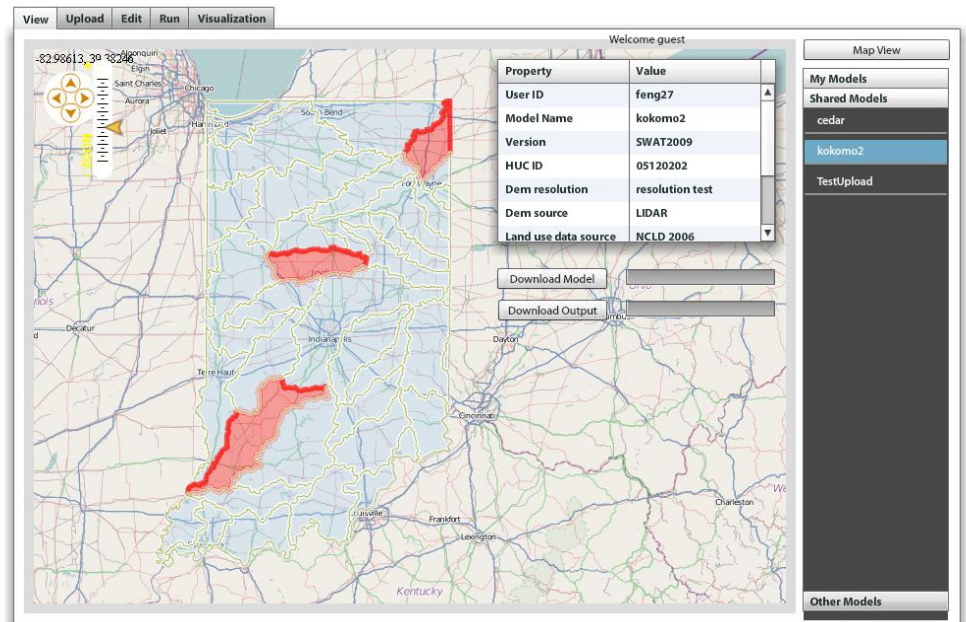 View Upload Edit Run Visualization
Welcome guest
Map View
-82.98613, 39.38246
Algonquin
Elgin
Saint Charles
Chicago
Aurora
Joliet
South Bend
Fort Wayne
Property Value
User ID feng27
Model Name kokomo2
Version SWAT2009
HUC ID 05120202
Dem resolution resolution test
Dem source LIDAR
Land use data source NCLD 2006
My Models
Shared Models
cedar
kokomo2
TestUpload
Download Model
Download Output
Ohio
Decatur
Indianapolis
Dayton
Terre Haute
Cincinnati
Charleston
Frankfort
Lexington
Kentucky
Other Models